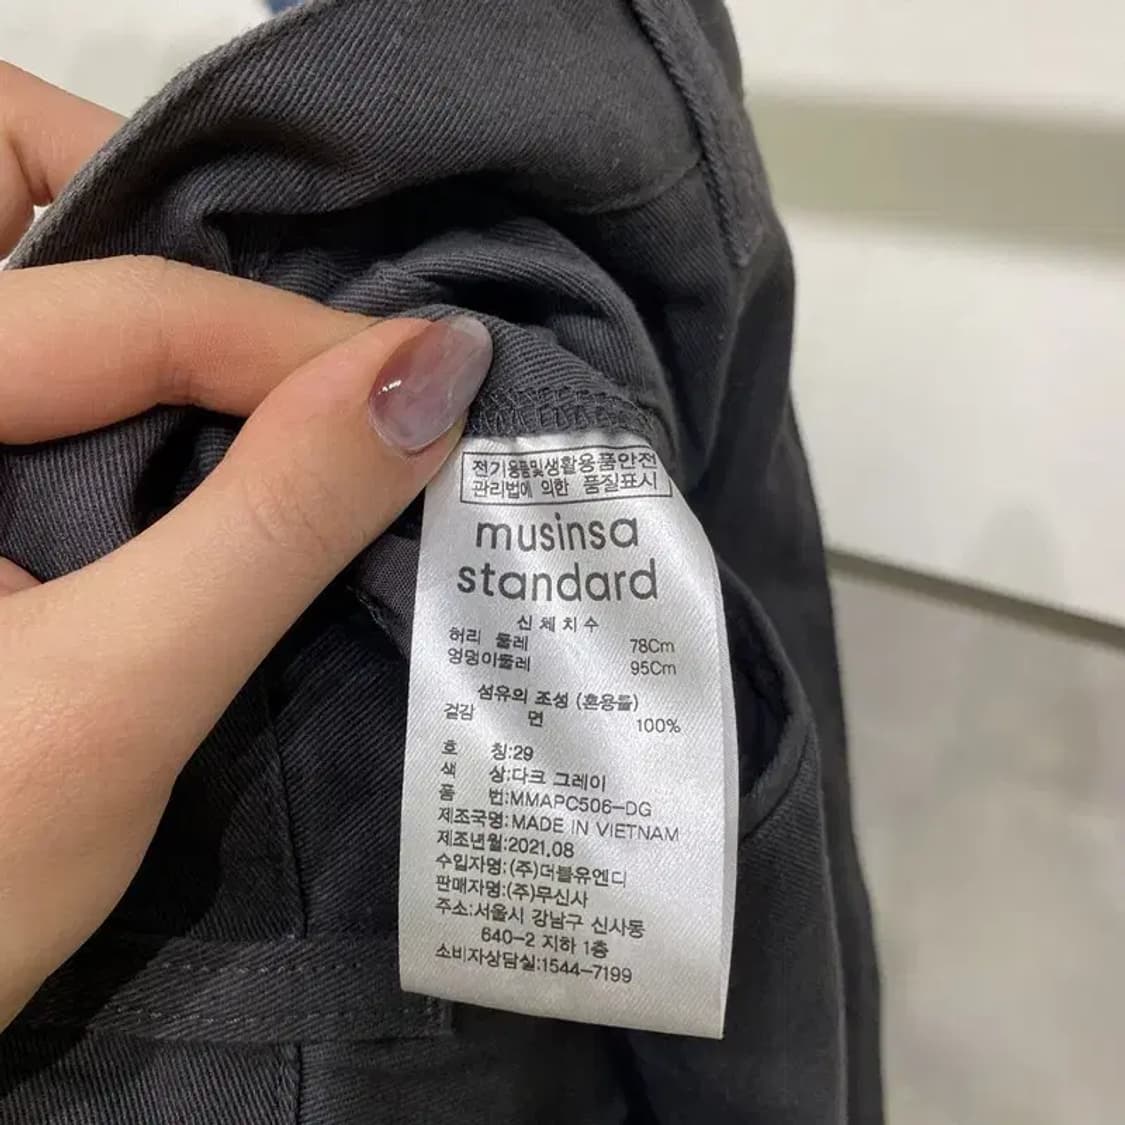 전기용품및생활용품안전
관리법에 의한 품질표시
musinsa
standard
신체치수
허리 둘레 78Cm
엉덩이둘레 95Cm
섬유의 조성 (혼용률)
겉감 면 100%
호 칭:29
색 상:다크 그레이
품 번:MMAPC506-DG
제조국명:MADE IN VIETNAM
제조년월:2021.08
수입자명:(주)더블유엔디
판매자명:(주)무신사
주소:서울시 강남구 신사동
640-2 지하 1층
소비자상담실:1544-7199